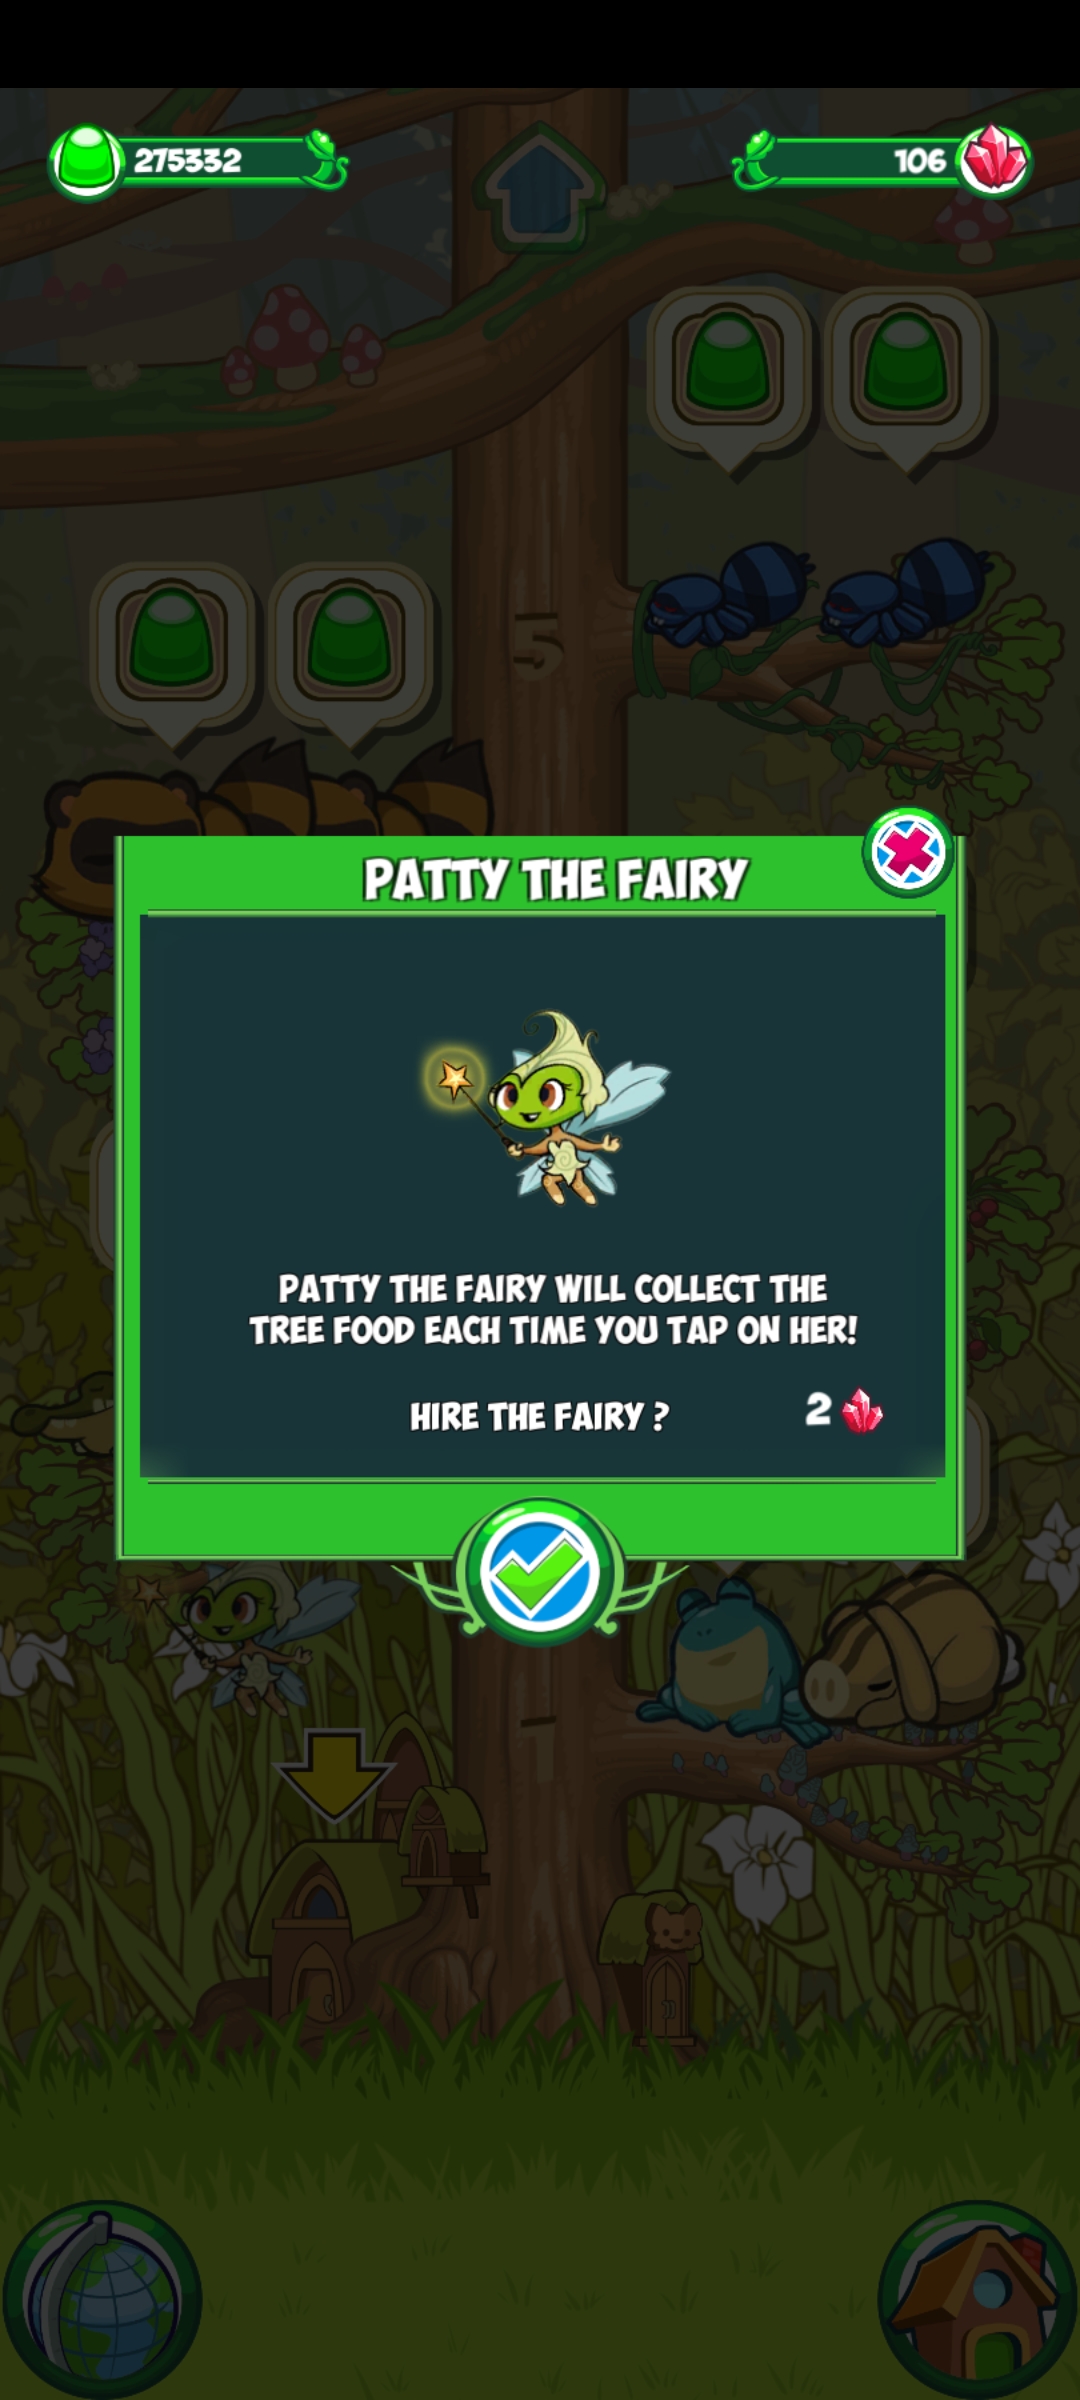 275332
106
5
PATTY THE FAIRY
PATTY THE FAIRY WILL COLLECT THE
TREE FOOD EACH TIME YOU TAP ON HER!
HIRE THE FAIRY ?
2
1